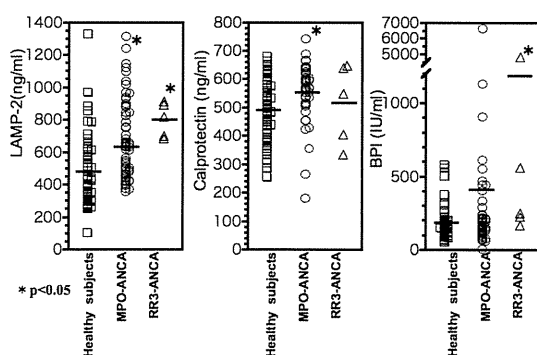 LAMP-2(ng/ml)
1400
1200
1000
800
600
400
200
0
*
*
Healthy subjects
MPO-ANCA
RR3-ANCA
Calprotectin (ng/ml)
800
700
600
500
400
300
200
100
0
*
Healthy subjects
MPO-ANCA
RR3-ANCA
BPI (IU/ml)
7000
5000
1000
500
0
*
Healthy subjects
MPO-ANCA
RR3-ANCA
* p<0.05